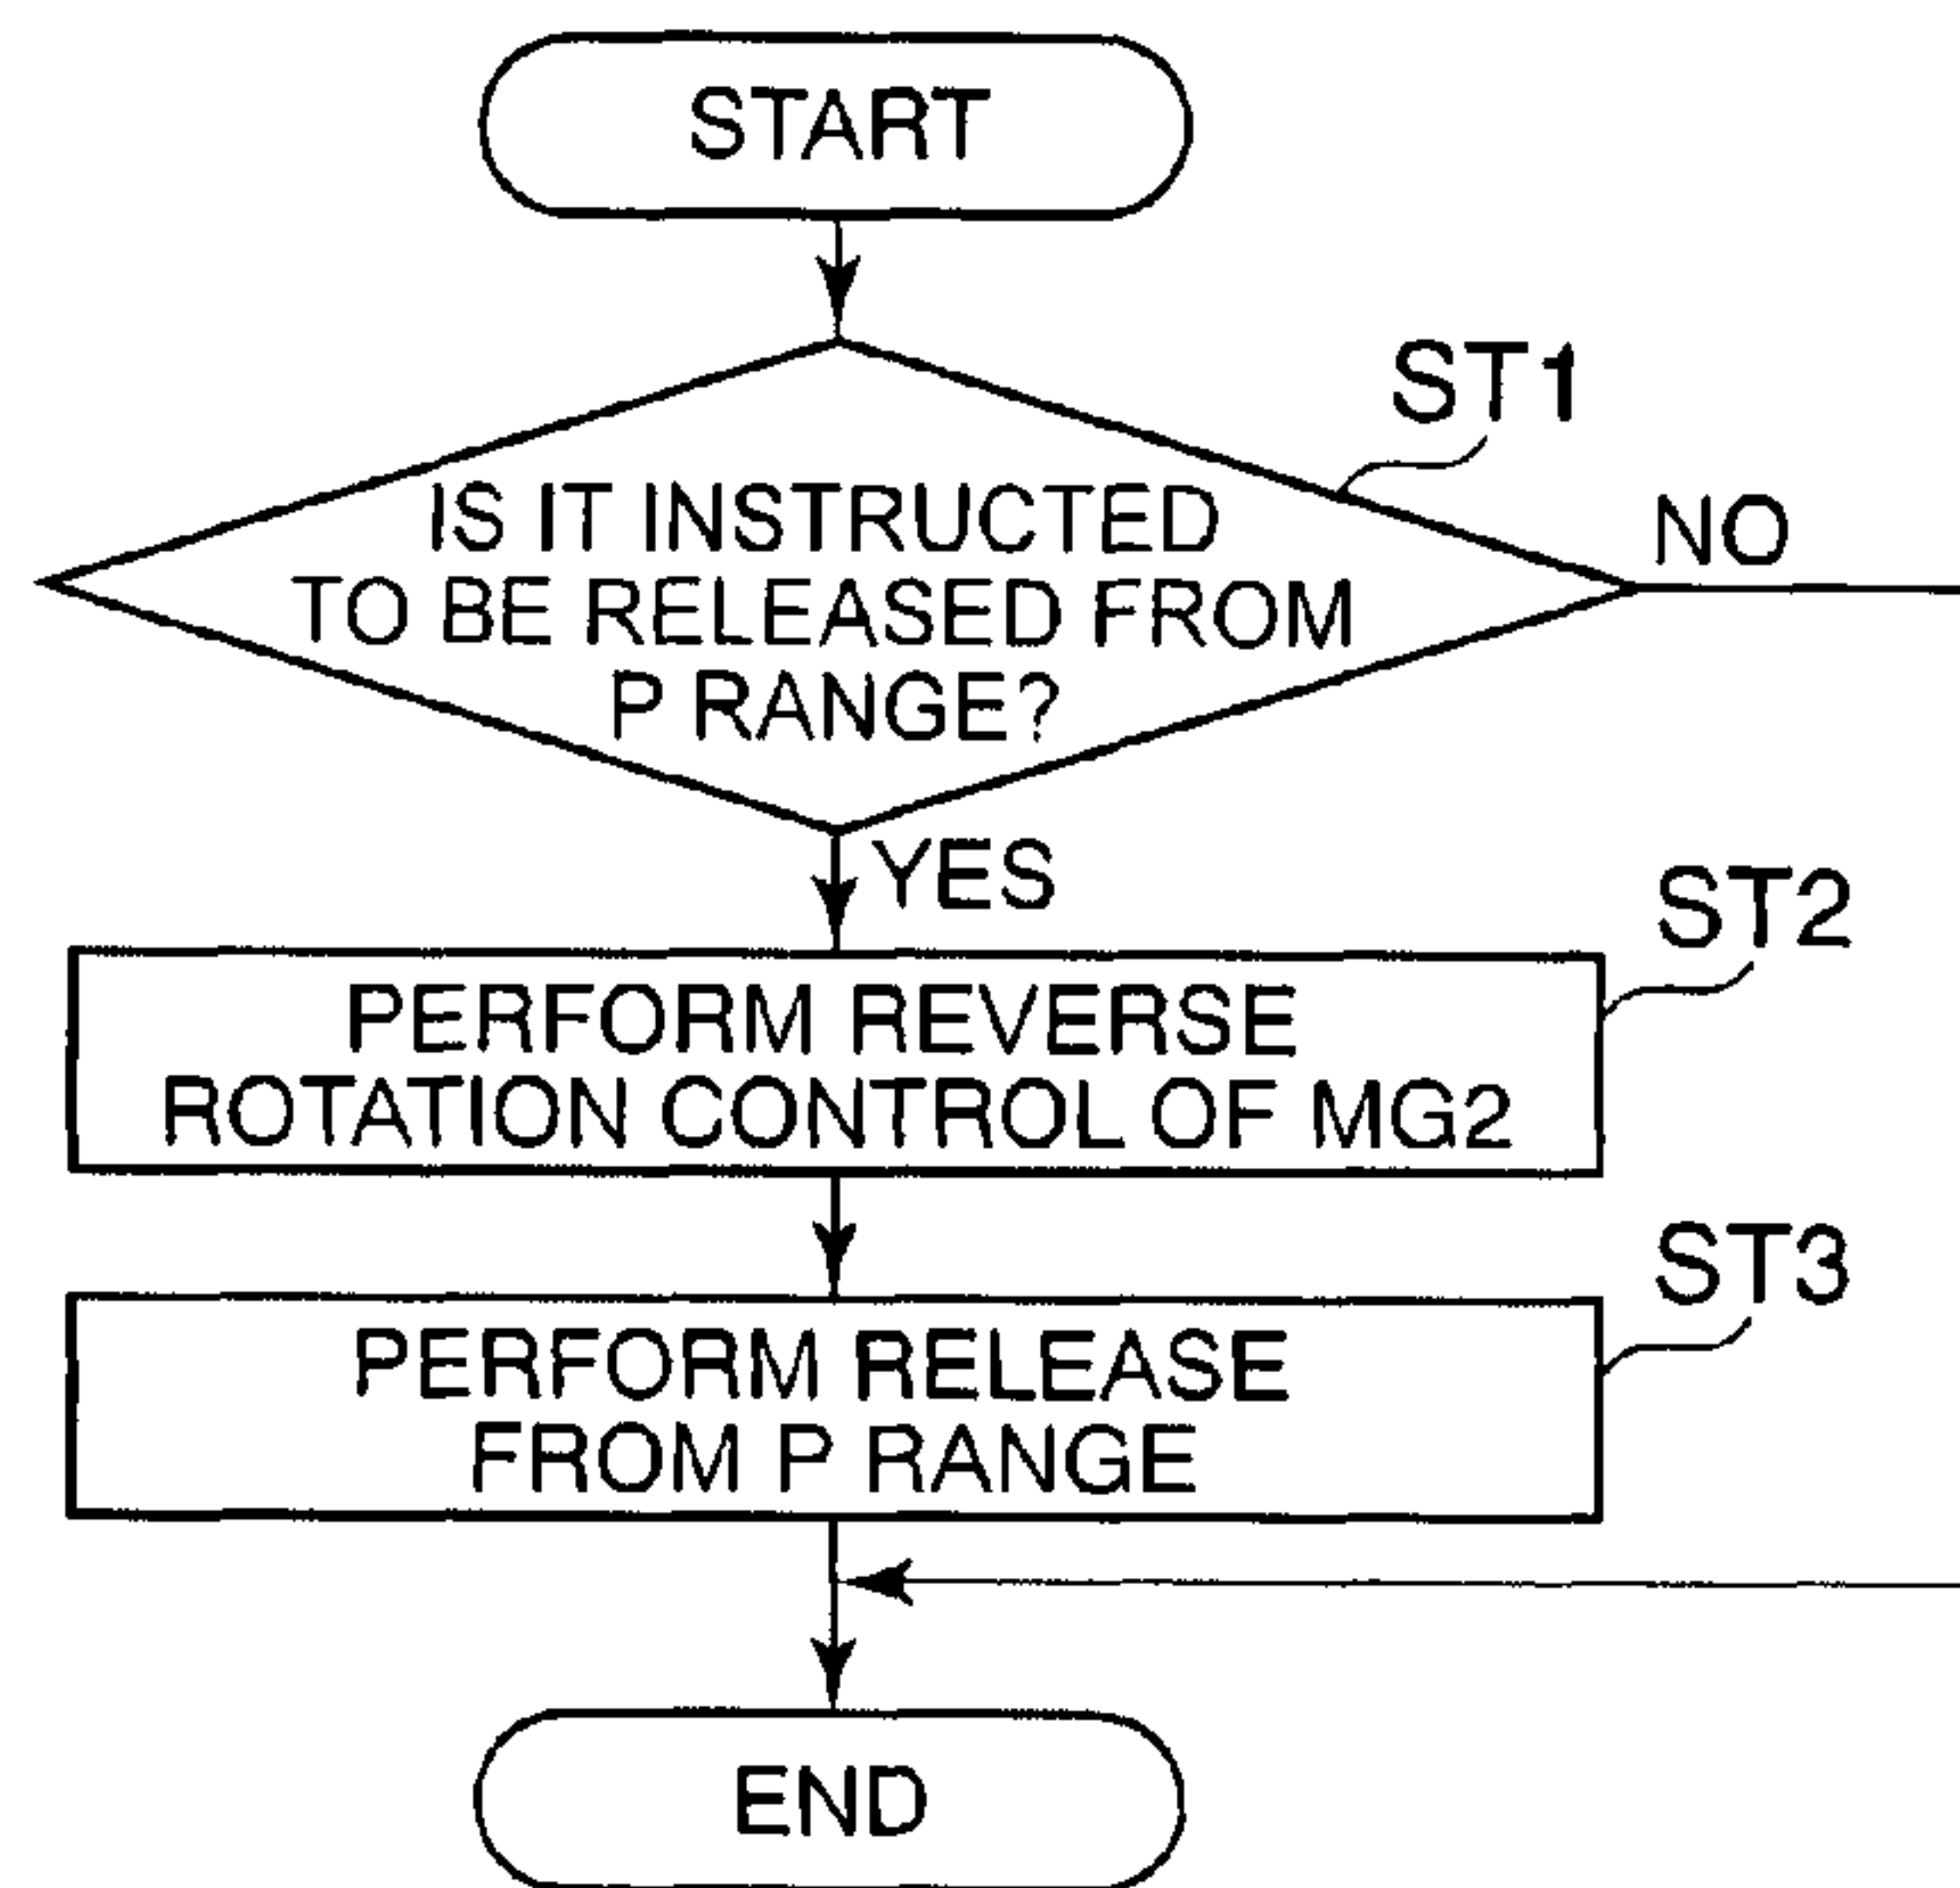 START
ST1
IS IT INSTRUCTED
TO BE RELEASED FROM
P RANGE?
NO
YES
ST2
PERFORM REVERSE
ROTATION CONTROL OF MG2
ST3
PERFORM RELEASE
FROM P RANGE
END